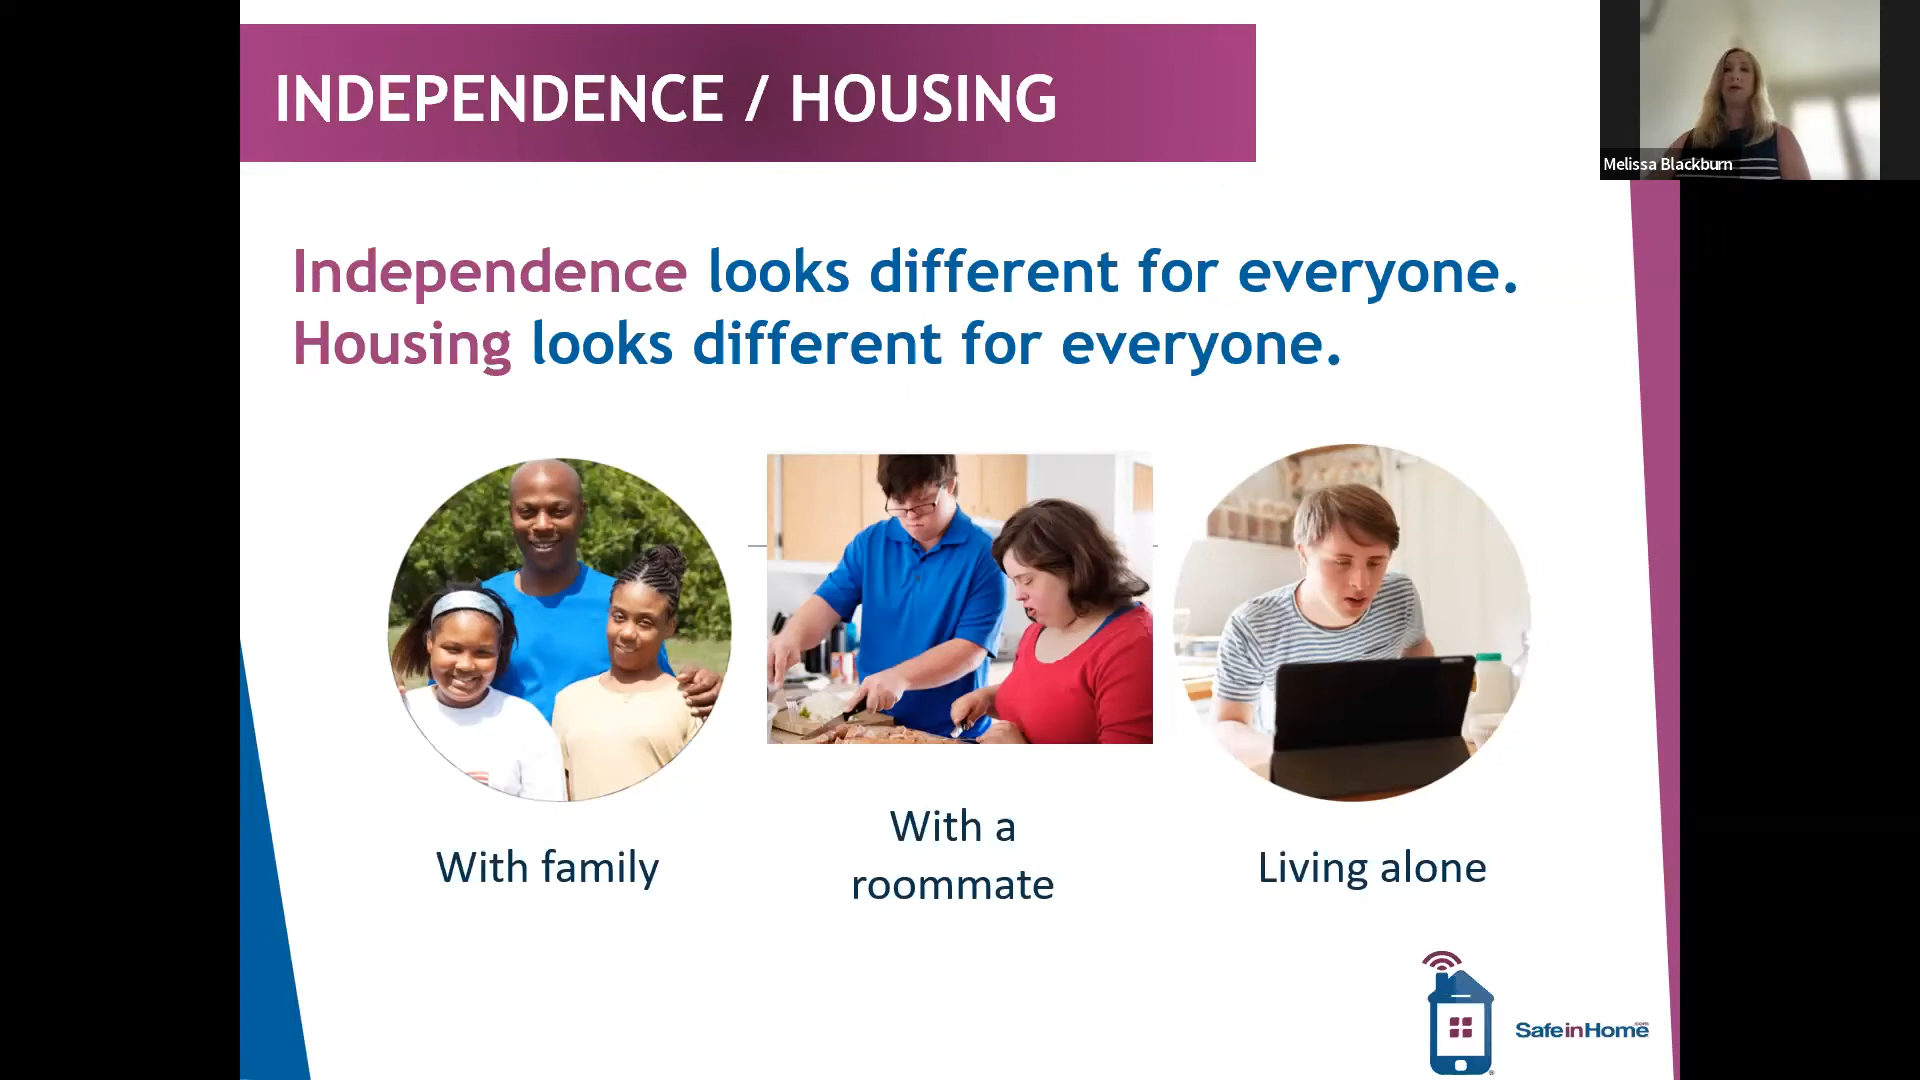 INDEPENDENCE / HOUSING
Melissa Blackburn
Independence looks different for everyone.
Housing looks different for everyone.
With family
With a
roommate
Living alone
SafeinHome